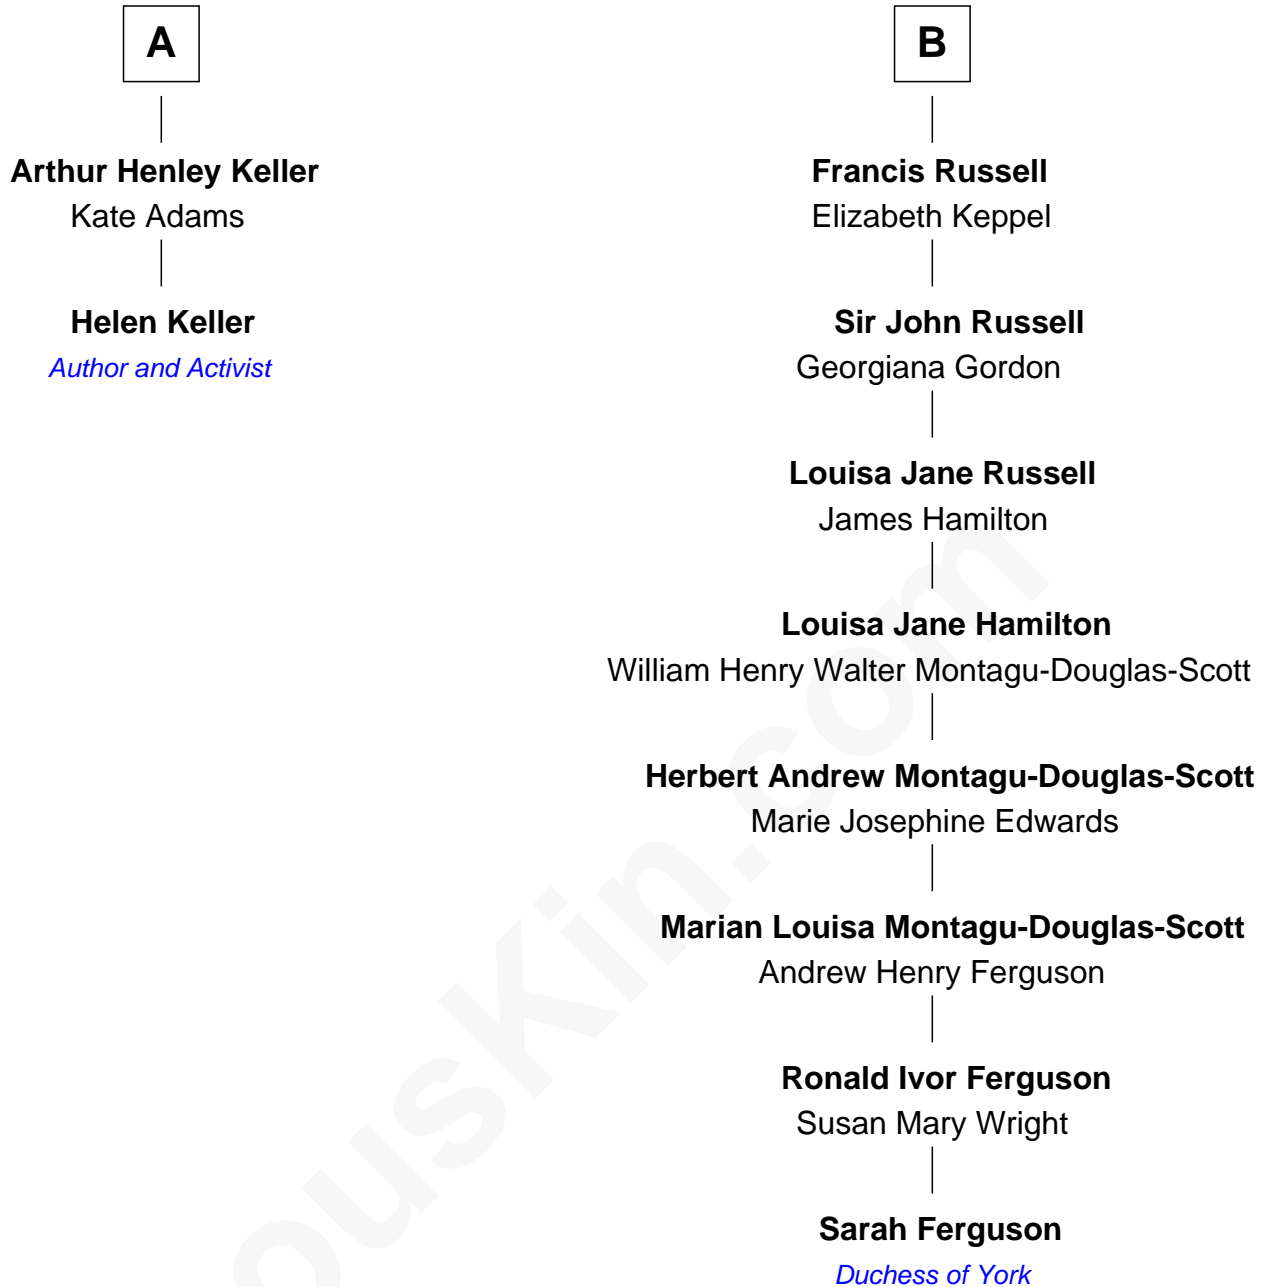 A
Arthur Henley Keller
Kate Adams
Helen Keller
Author and Activist
B
Francis Russell
Elizabeth Keppel
Sir John Russell
Georgiana Gordon
Louisa Jane Russell
James Hamilton
Louisa Jane Hamilton
William Henry Walter Montagu-Douglas-Scott
Herbert Andrew Montagu-Douglas-Scott
Marie Josephine Edwards
Marian Louisa Montagu-Douglas-Scott
Andrew Henry Ferguson
Ronald Ivor Ferguson
Susan Mary Wright
Sarah Ferguson
Duchess of York
ousKin.com